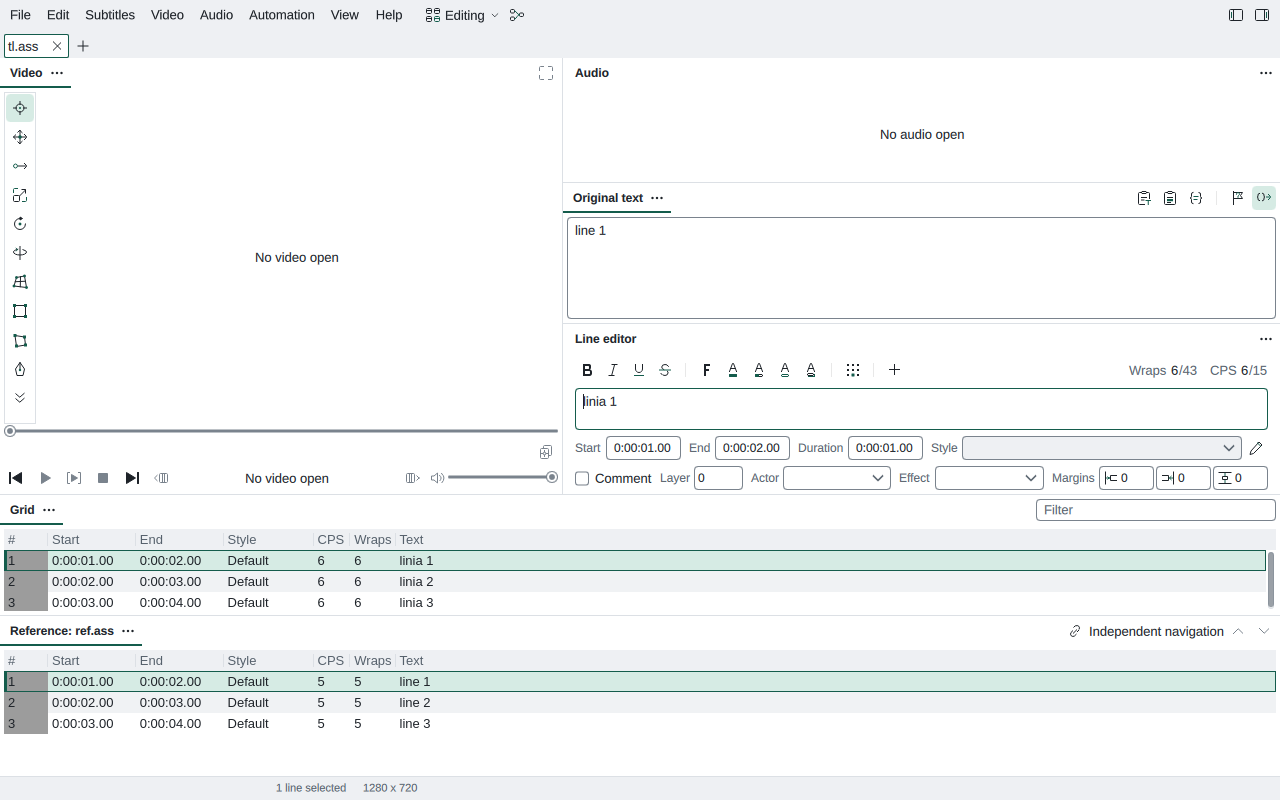 File Edit Subtitles Video Audio Automation View Help Editing
tl.ass
Video
No video open
No video open
Audio
No audio open
Original text
line 1
Line editor
B I U S F A A A A Wraps 6/43 CPS 6/15
linia 1
Start 0:00:01.00 End 0:00:02.00 Duration 0:00:01.00 Style
Comment Layer 0 Actor Effect Margins 0 0 0
Grid Filter
# Start End Style CPS Wraps Text
1 0:00:01.00 0:00:02.00 Default 6 6 linia 1
2 0:00:02.00 0:00:03.00 Default 6 6 linia 2
3 0:00:03.00 0:00:04.00 Default 6 6 linia 3
Reference: ref.ass Independent navigation
# Start End Style CPS Wraps Text
1 0:00:01.00 0:00:02.00 Default 5 5 line 1
2 0:00:02.00 0:00:03.00 Default 5 5 line 2
3 0:00:03.00 0:00:04.00 Default 5 5 line 3
1 line selected 1280 x 720